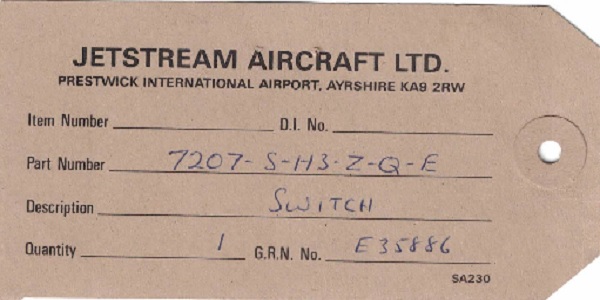 JETSTREAM AIRCRAFT LTD.
PRESTWICK INTERNATIONAL AIRPORT, AYRSHIRE KA9 2RW
Item Number D.I. No.
Part Number 7207-S-H3-Z-Q-E
Description SWITCH
Quantity 1 G.R.N. No. E35886
SA230